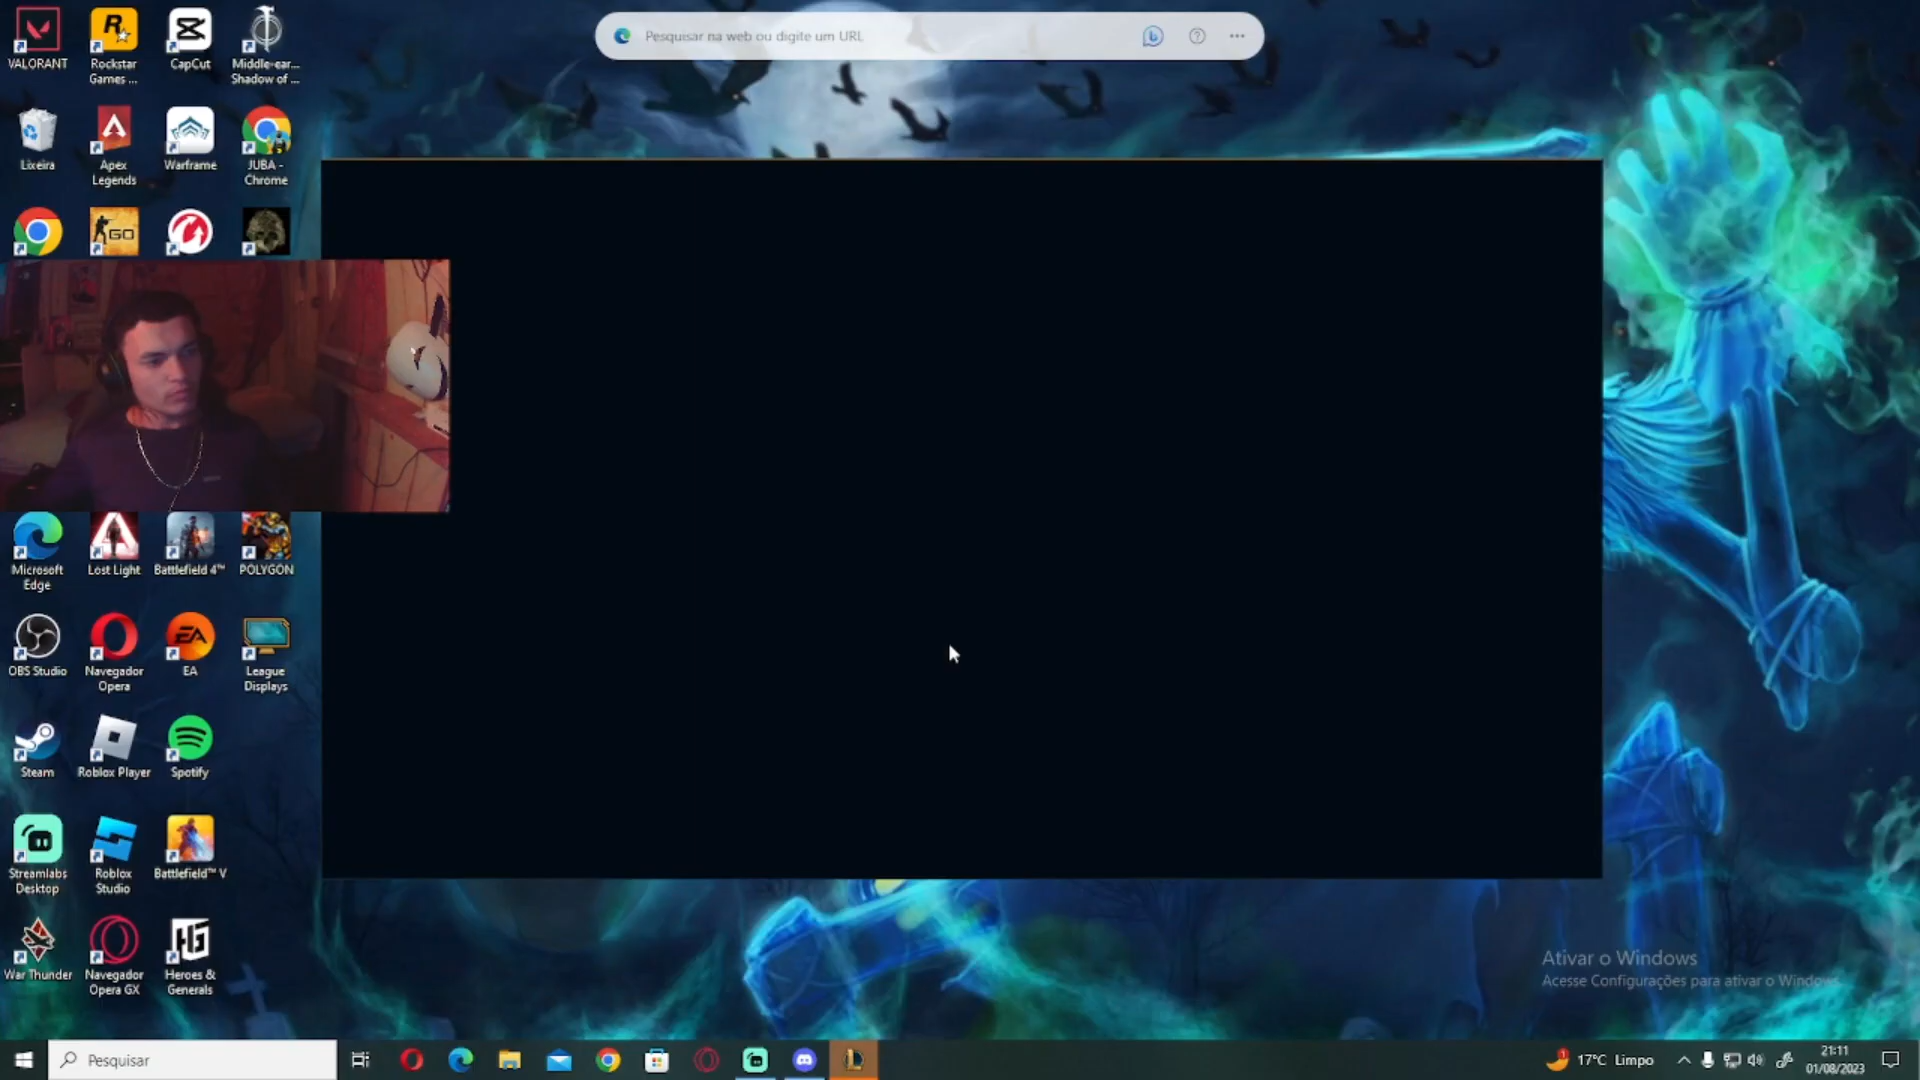 Pesquisar na web ou digite um URL
VALORANT
Rockstar
Games ...
CapCut
Middle-ear...
Shadow of ...
Lixeira
Apex
Legends
Warframe
JUBA -
Chrome
GO
Microsoft
Edge
Lost Light
Battlefield 4™
POLYGON
OBS Studio
Navegador
Opera
EA
EA
League
Displays
Steam
Roblox Player
Spotify
Streamlabs
Desktop
Roblox
Studio
Battlefield™ V
War Thunder
Navegador
Opera GX
Heroes &
Generals
Ativar o Windows
Acesse Configurações para ativar o Windows.
Pesquisar
17°C Limpo
21:11
01/08/2023